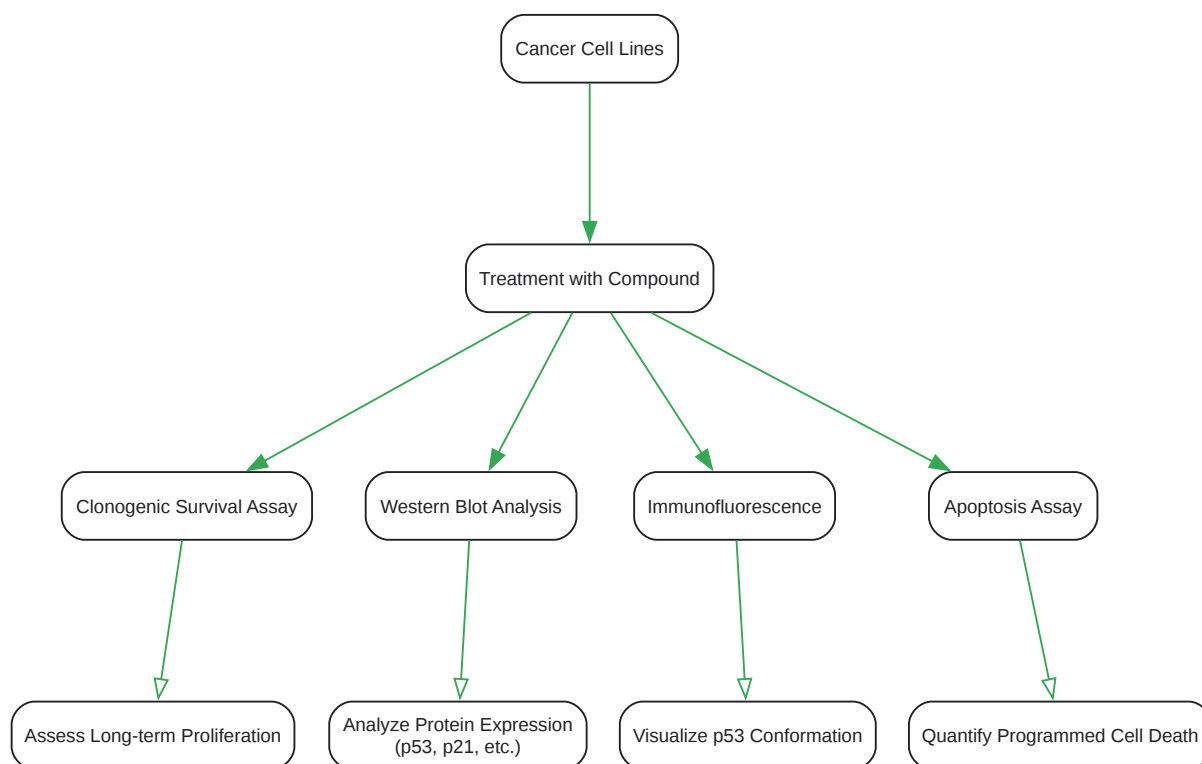 Cancer Cell Lines
Treatment with Compound
Clonogenic Survival Assay
Western Blot Analysis
Immunofluorescence
Apoptosis Assay
Assess Long-term Proliferation
Analyze Protein Expression
(p53, p21, etc.)
Visualize p53 Conformation
Quantify Programmed Cell Death